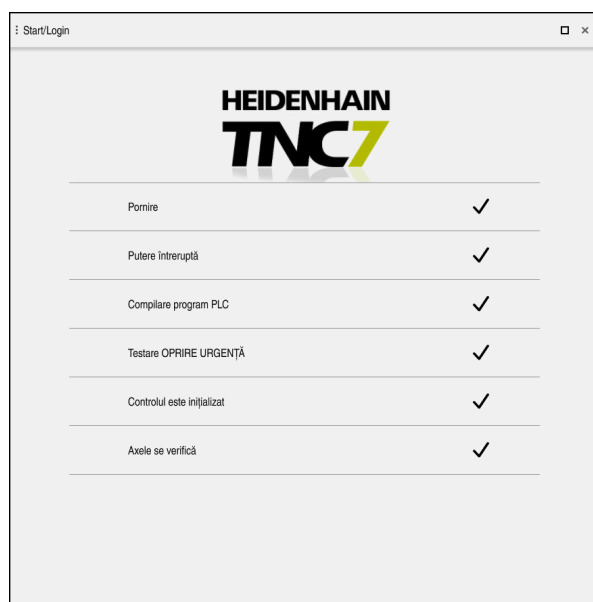 Start/Login
HEIDENHAIN
TNC7
Pornire
Putere întreruptă
Compilare program PLC
Testare OPRIRE URGENȚĂ
Controlul este inițializat
Axele se verifică